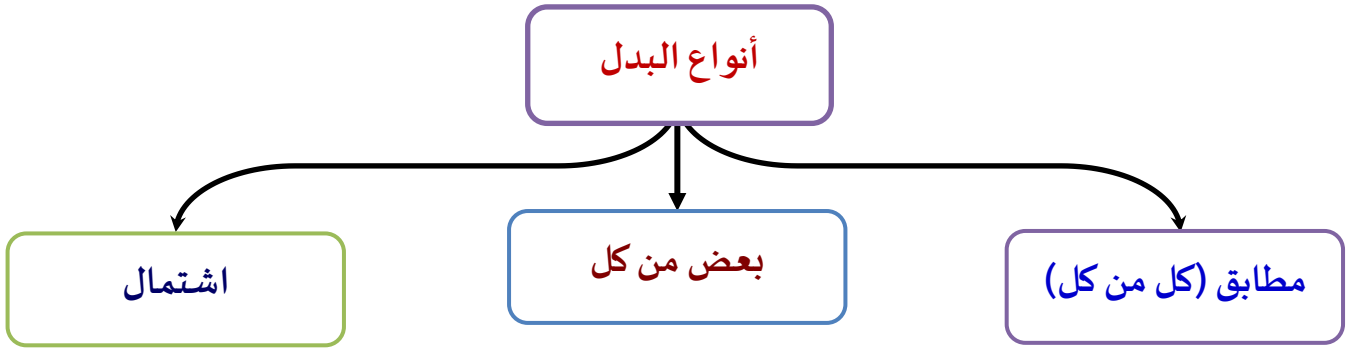 أنواع البدل
مطابق (كل من كل)
بعض من كل
اشتمال